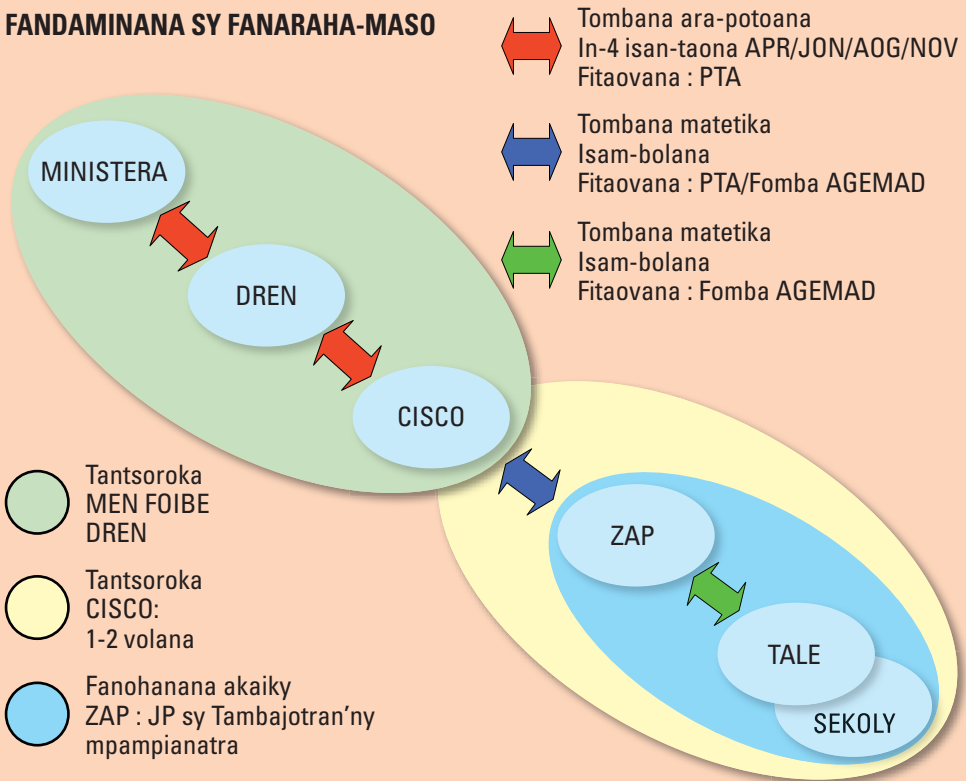 FANDAMINANA SY FANARAHA-MASO
Tombana ara-potoana
In-4 isan-taona APR/JON/AOG/NOV
Fitaovana : PTA
Tombana matetika
Isam-bolana
Fitaovana : PTA/Fomba AGEMAD
Tombana matetika
Isam-bolana
Fitaovana : Fomba AGEMAD
MINISTERA
DREN
CISCO
ZAP
TALE
SEKOLY
Tantsoroka
MEN FOIBE
DREN
Tantsoroka
CISCO:
1-2 volana
Fanohanana akaiky
ZAP : JP sy Tambajotran’ny
mpampianatra